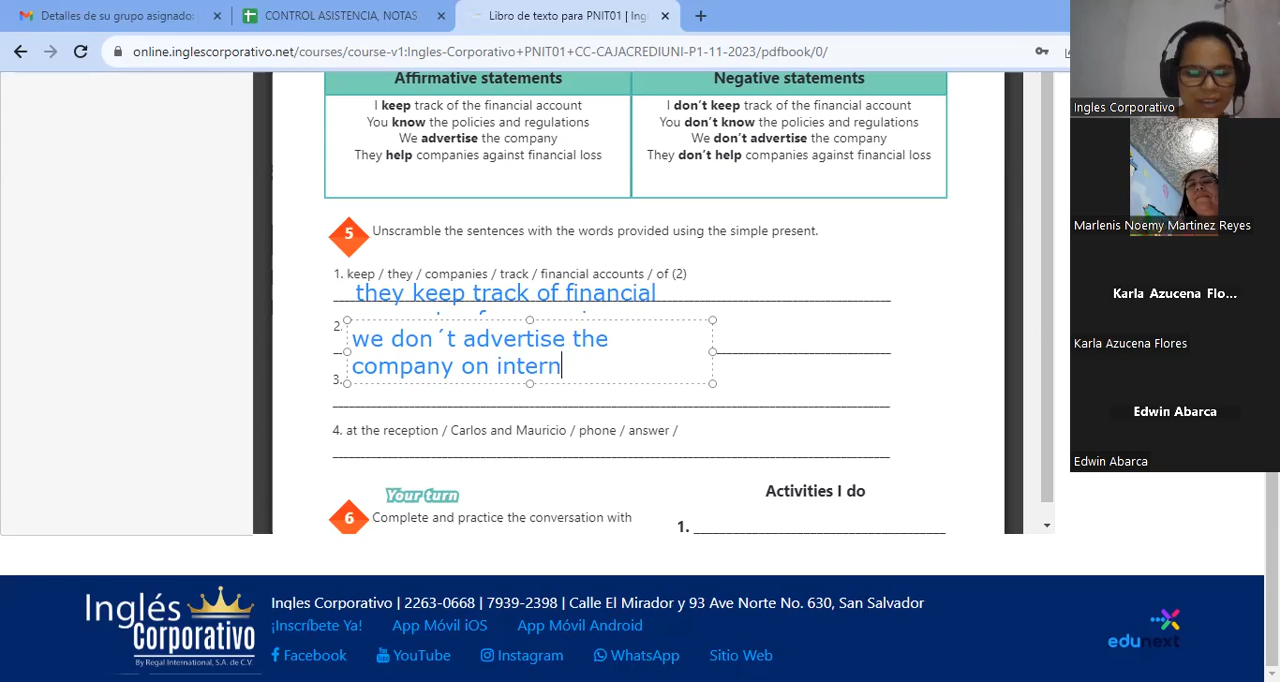 Detalles de su grupo asignado:
CONTROL ASISTENCIA, NOTAS
Libro de texto para PNIT01 | Ing
online.inglescorporativo.net/courses/course-v1:Ingles-Corporativo+PNIT01+CC-CAJACREDIUNI-P1-11-2023/pdfbook/0/
Affirmative statements
Negative statements
I keep track of the financial account
You know the policies and regulations
We advertise the company
They help companies against financial loss
I don't keep track of the financial account
You don't know the policies and regulations
We don't advertise the company
They don't help companies against financial loss
5 Unscramble the sentences with the words provided using the simple present.
1. keep / they / companies / track / financial accounts / of (2)
they keep track of financial
2.
we don´t advertise the
company on intern
3.
4. at the reception / Carlos and Mauricio / phone / answer /
Your turn
6 Complete and practice the conversation with
Activities I do
1.
Ingles Corporativo
Marlenis Noemy Martinez Reyes
Karla Azucena Flo...
Karla Azucena Flores
Edwin Abarca
Edwin Abarca
Inglés Corporativo
By Regal International, S.A. de C.V.
Ingles Corporativo | 2263-0668 | 7939-2398 | Calle El Mirador y 93 Ave Norte No. 630, San Salvador
¡Inscríbete Ya! App Móvil iOS App Móvil Android
Facebook YouTube Instagram WhatsApp Sitio Web
edunext